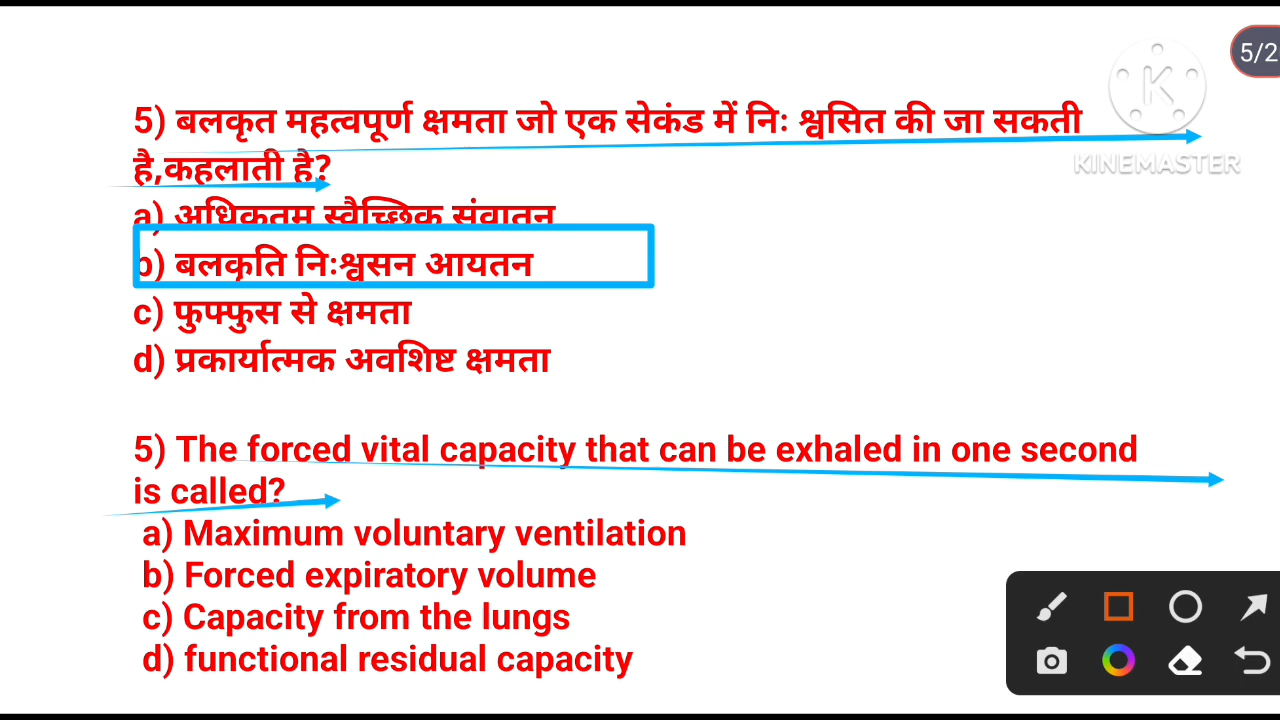 5/2
KINEMASTER
5) बलकृत महत्वपूर्ण क्षमता जो एक सेकंड में निः श्वसित की जा सकती
है,कहलाती है?
a) अधिकतम स्वैच्छिक संवातन
b) बलकृति निःश्वसन आयतन
c) फुफ्फुस से क्षमता
d) प्रकार्यात्मक अवशिष्ट क्षमता
5) The forced vital capacity that can be exhaled in one second
is called?
a) Maximum voluntary ventilation
b) Forced expiratory volume
c) Capacity from the lungs
d) functional residual capacity